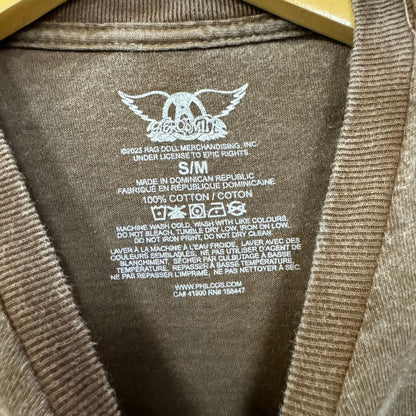 AEROSMITH
©2023 RAG DOLL MERCHANDISING, INC.
UNDER LICENSE TO EPIC RIGHTS.
S/M
MADE IN DOMINICAN REPUBLIC
FABRIQUÉ EN RÉPUBLIQUE DOMINICAINE.
100% COTTON / COTON
MACHINE WASH COLD, WASH WITH LIKE COLOURS,
DO NOT BLEACH, TUMBLE DRY LOW, IRON ON LOW,
DO NOT IRON PRINT, DO NOT DRY CLEAN.
LAVER À LA MACHINE À L'EAU FROIDE, LAVER AVEC DES
COULEURS SEMBLABLES, NE PAS UTILISER D'AGENT DE
BLANCHIMENT, SÉCHER PAR CULBUTAGE À BASSE
TEMPÉRATURE, REPASSER À BASSE TEMPÉRATURE,
NE PAS REPASSER L'IMPRIMÉ, NE PAS NETTOYER À SEC.
WWW.PHSCOS.COM
CA# 41900 RN# 158447